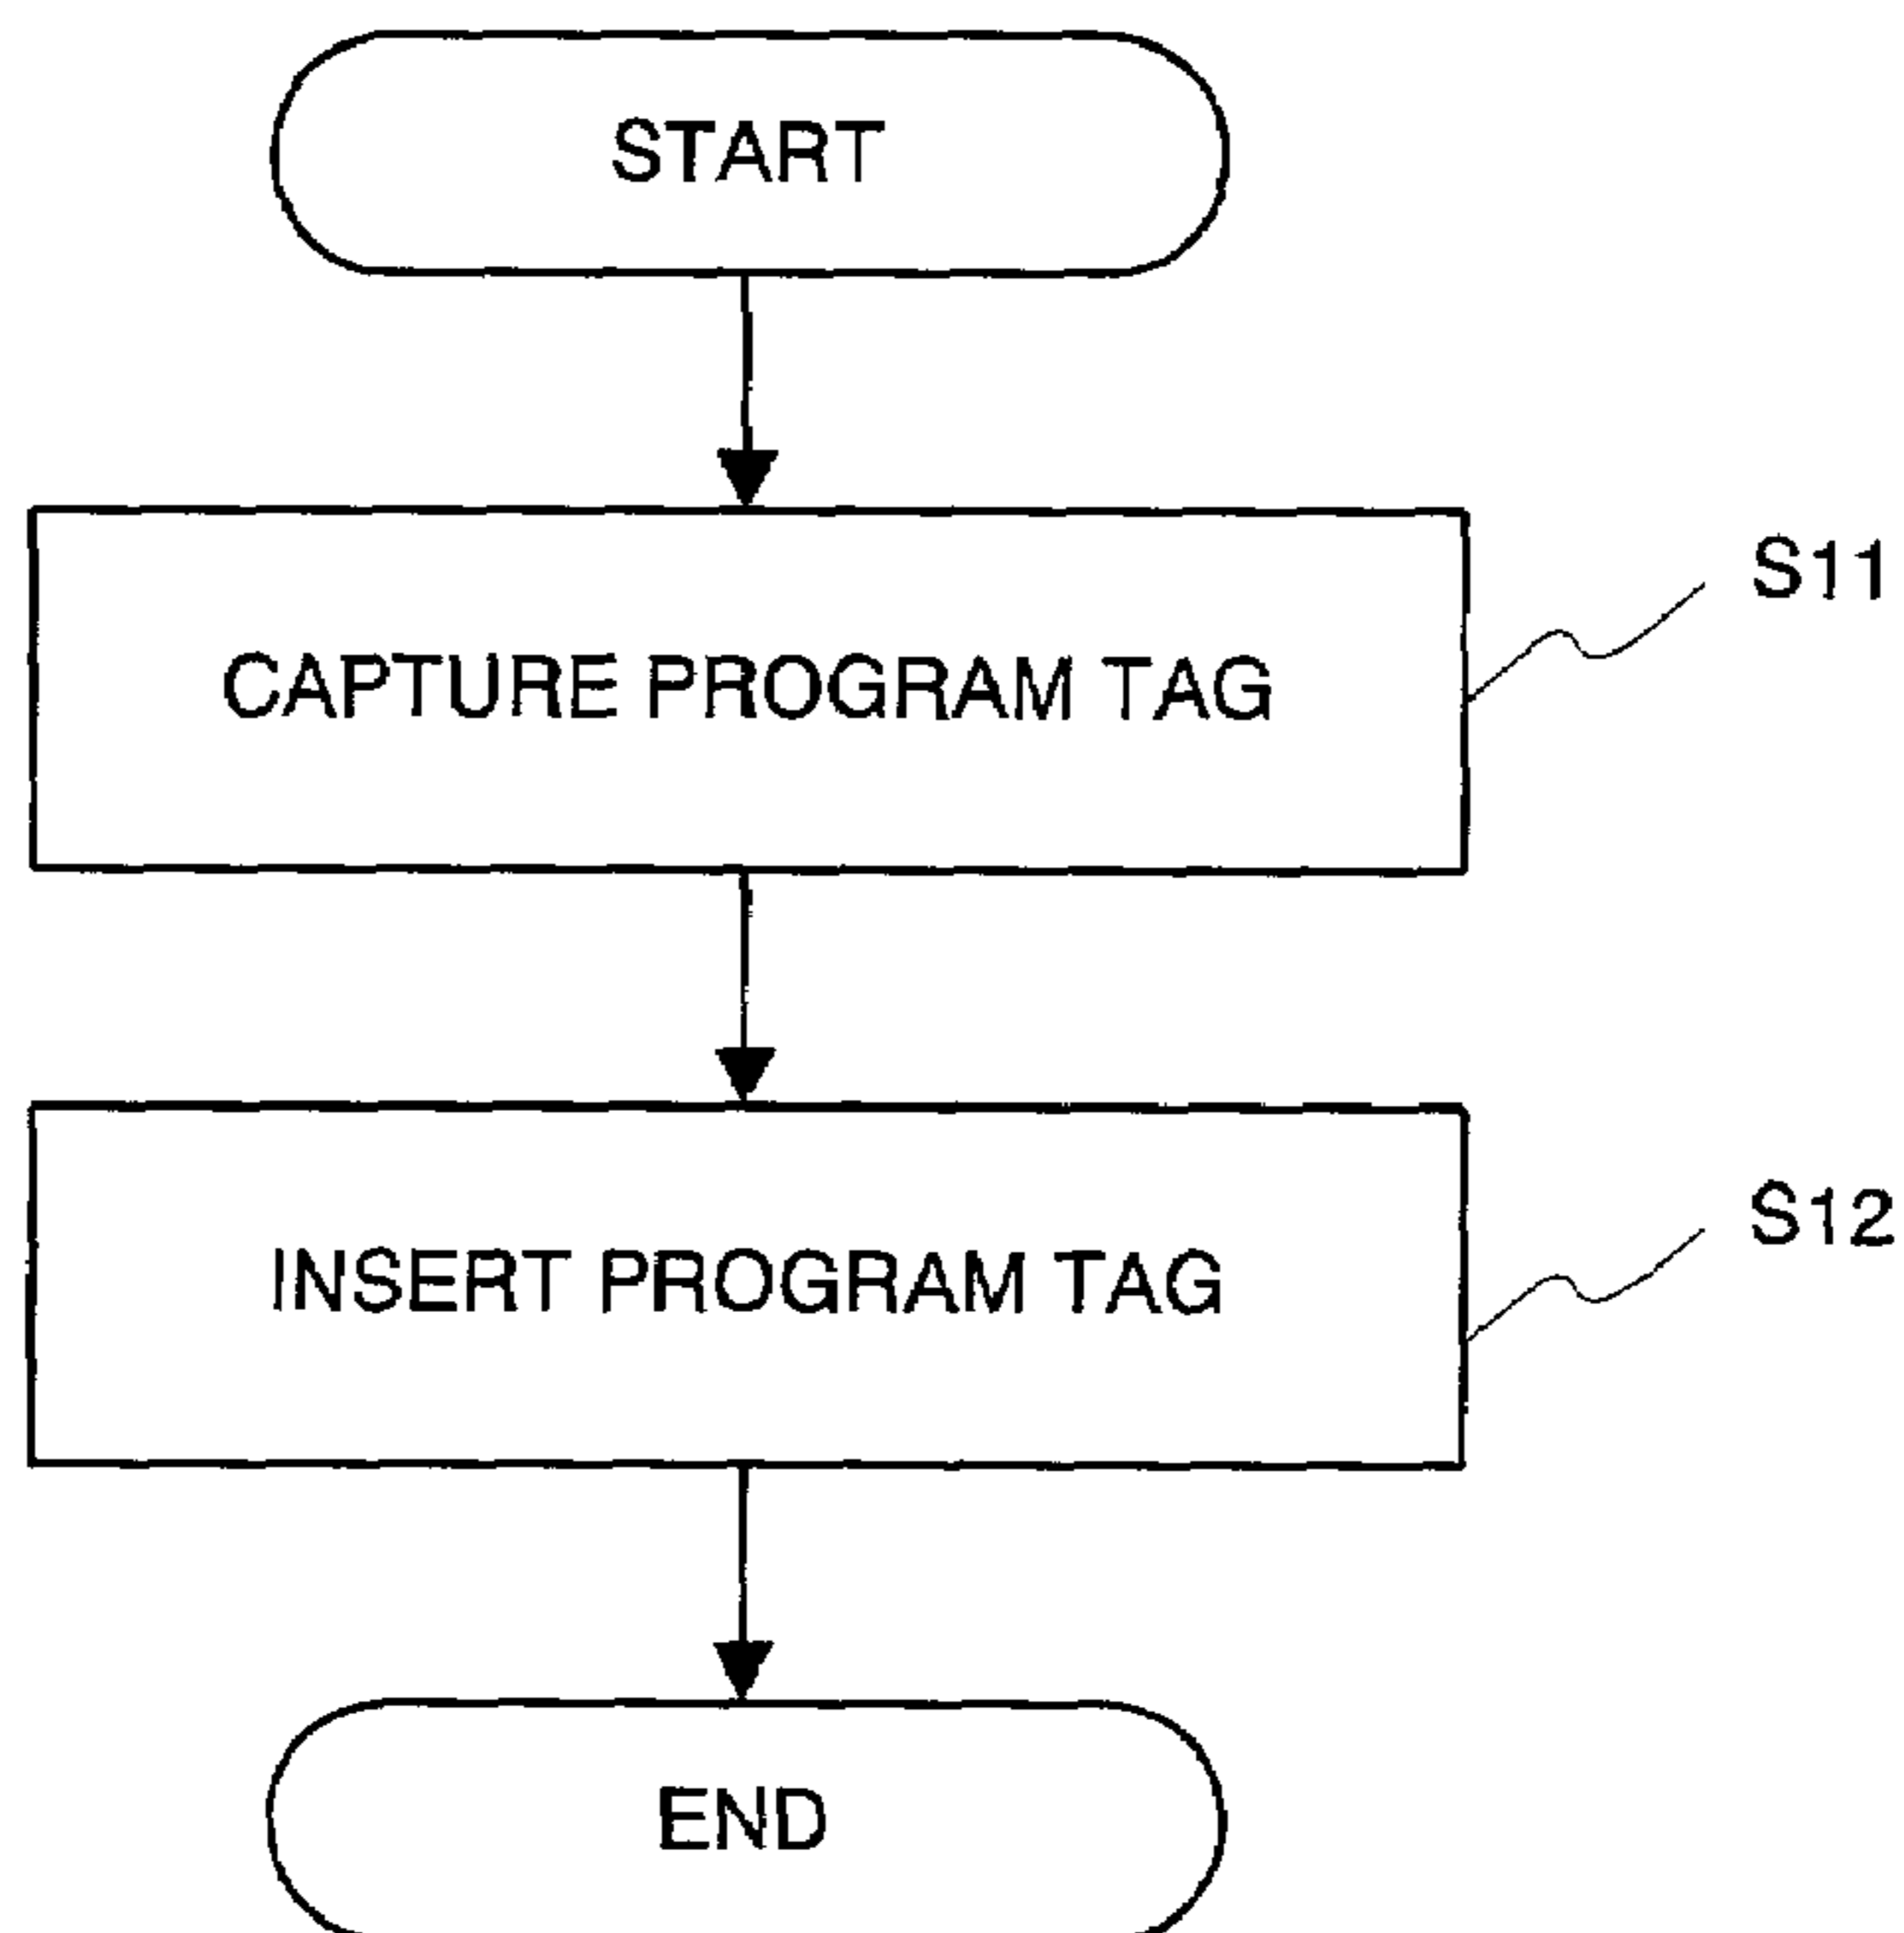 START
CAPTURE PROGRAM TAG
S11
INSERT PROGRAM TAG
S12
END